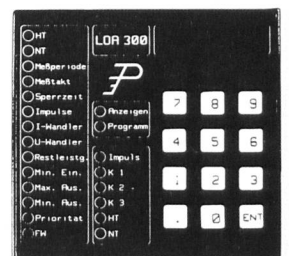 HT
NT
Meßperiode
Meßtakt
Sperrzeit
Impulse
I-Wandler
U-Wandler
Restleistg.
Min. Ein.
Max. Aus.
Min. Aus.
Priorität
FW
LOA 300
Anzeigen
Programm
Impuls
K 1
K 2
K 3
HT
NT
7 8 9
4 5 6
1 2 3
. 0 ENT